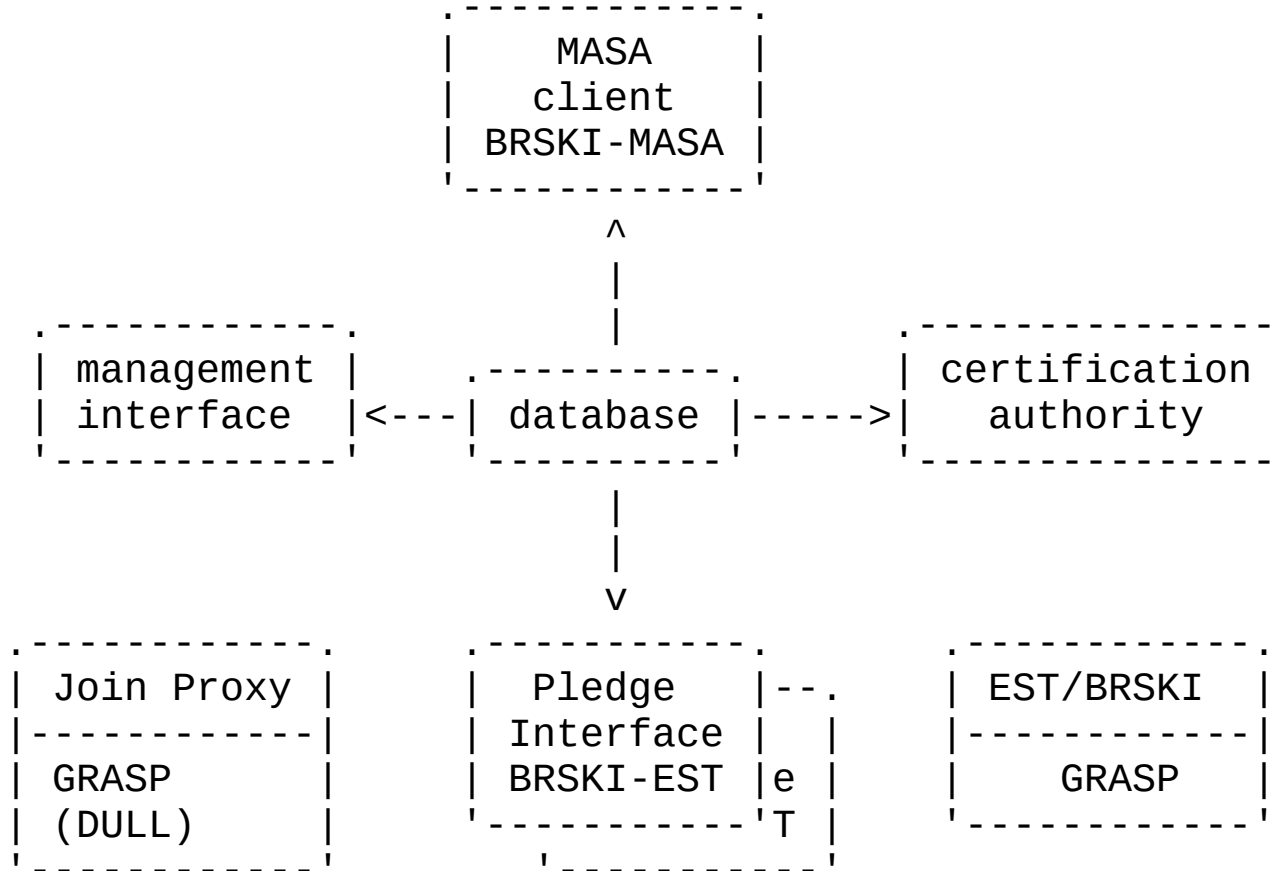 MASA
client
BRSKI-MASA
management
interface
database
certification
authority
Join Proxy
GRASP
(DULL)
Pledge
Interface
BRSKI-EST
e
T
EST/BRSKI
GRASP